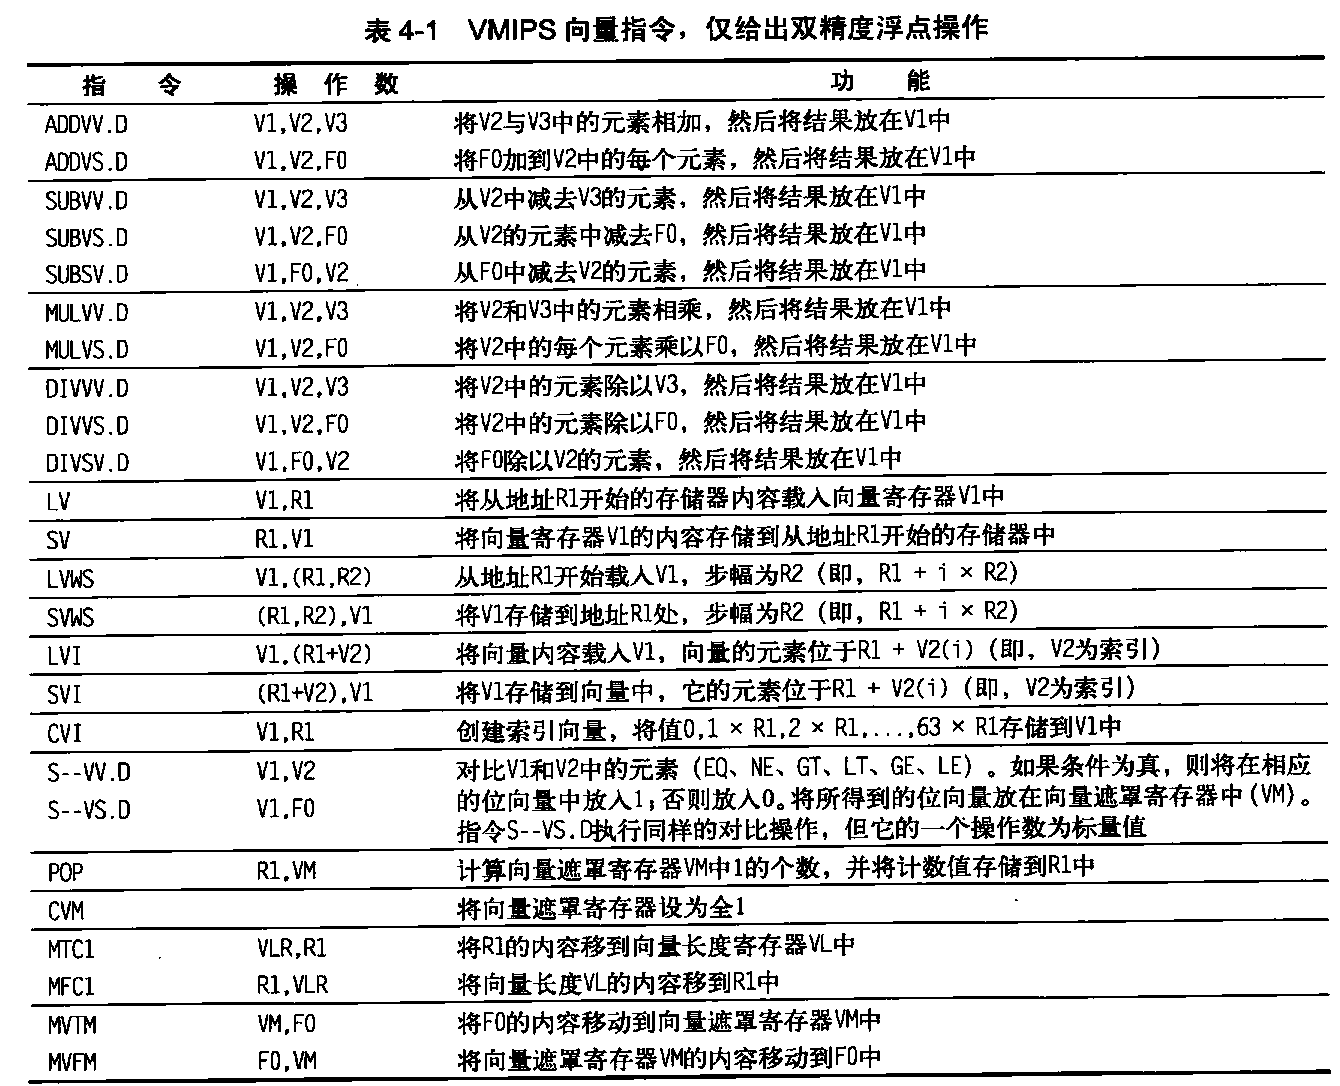 表 4-1 VMIPS 向量指令，仅给出双精度浮点操作
指 令 操 作 数 功 能
ADDVV.D V1,V2,V3 将V2与V3中的元素相加，然后将结果放在V1中
ADDVS.D V1,V2,F0 将F0加到V2中的每个元素，然后将结果放在V1中
SUBVV.D V1,V2,V3 从V2中减去V3的元素，然后将结果放在V1中
SUBVS.D V1,V2,F0 从V2的元素中减去F0，然后将结果放在V1中
SUBSV.D V1,F0,V2 从F0中减去V2的元素，然后将结果放在V1中
MULVV.D V1,V2,V3 将V2和V3中的元素相乘，然后将结果放在V1中
MULVS.D V1,V2,F0 将V2中的每个元素乘以F0，然后将结果放在V1中
DIVVV.D V1,V2,V3 将V2中的元素除以V3，然后将结果放在V1中
DIVVS.D V1,V2,F0 将V2中的元素除以F0，然后将结果放在V1中
DIVSV.D V1,F0,V2 将F0除以V2的元素，然后将结果放在V1中
LV V1,R1 将从地址R1开始的存储器内容载入向量寄存器V1中
SV R1,V1 将向量寄存器V1的内容存储到从地址R1开始的存储器中
LVWS V1,(R1,R2) 从地址R1开始载入V1，步幅为R2（即，R1 + i × R2）
SVWS (R1,R2),V1 将V1存储到地址R1处，步幅为R2（即，R1 + i × R2）
LVI V1,(R1+V2) 将向量内容载入V1，向量的元素位于R1 + V2(i)（即，V2为索引）
SVI (R1+V2),V1 将V1存储到向量中，它的元素位于R1 + V2(i)（即，V2为索引）
CVI V1,R1 创建索引向量，将值0,1 × R1,2 × R1,...,63 × R1存储到V1中
S--VV.D V1,V2 对比V1和V2中的元素（EQ、NE、GT、LT、GE、LE）。如果条件为真，则将在相应
S--VS.D V1,F0 的位向量中放入1；否则放入0。将所得到的位向量放在向量遮罩寄存器中(VM)。
指令S--VS.D执行同样的对比操作，但它的一个操作数为标量值
POP R1,VM 计算向量遮罩寄存器VM中1的个数，并将计数值存储到R1中
CVM 将向量遮罩寄存器设为全1
MTC1 VLR,R1 将R1的内容移到向量长度寄存器VL中
MFC1 R1,VLR 将向量长度VL的内容移到R1中
MVTM VM,F0 将F0的内容移动到向量遮罩寄存器VM中
MVFM F0,VM 将向量遮罩寄存器VM的内容移动到F0中